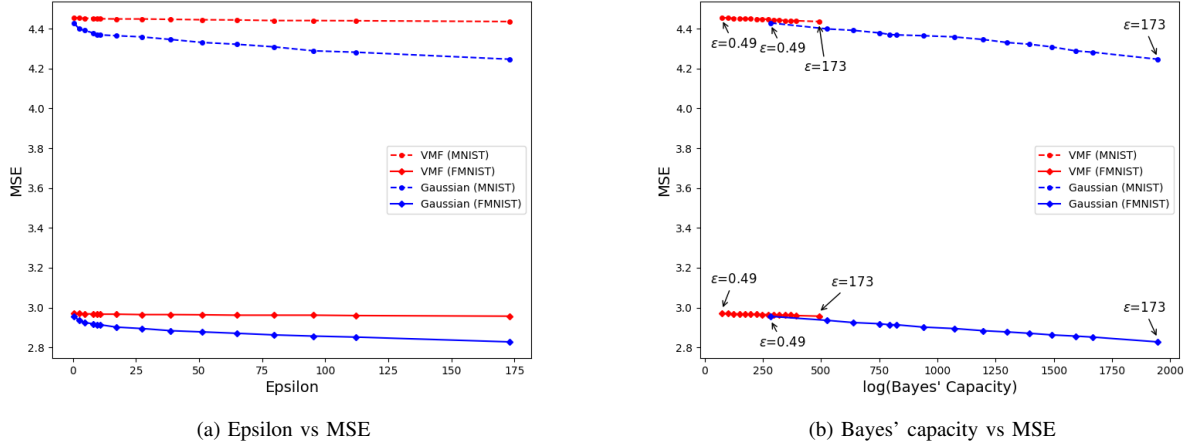 4.4
4.2
4.0
3.8
3.6
3.4
3.2
3.0
2.8
MSE
VMF (MNIST)
VMF (FMNIST)
Gaussian (MNIST)
Gaussian (FMNIST)
0 25 50 75 100 125 150 175
Epsilon
(a) Epsilon vs MSE
4.4
4.2
4.0
3.8
3.6
3.4
3.2
3.0
2.8
MSE
ε=0.49
ε=0.49
ε=173
ε=173
VMF (MNIST)
VMF (FMNIST)
Gaussian (MNIST)
Gaussian (FMNIST)
ε=0.49
ε=173
ε=173
ε=0.49
0 250 500 750 1000 1250 1500 1750 2000
log(Bayes' Capacity)
(b) Bayes’ capacity vs MSE